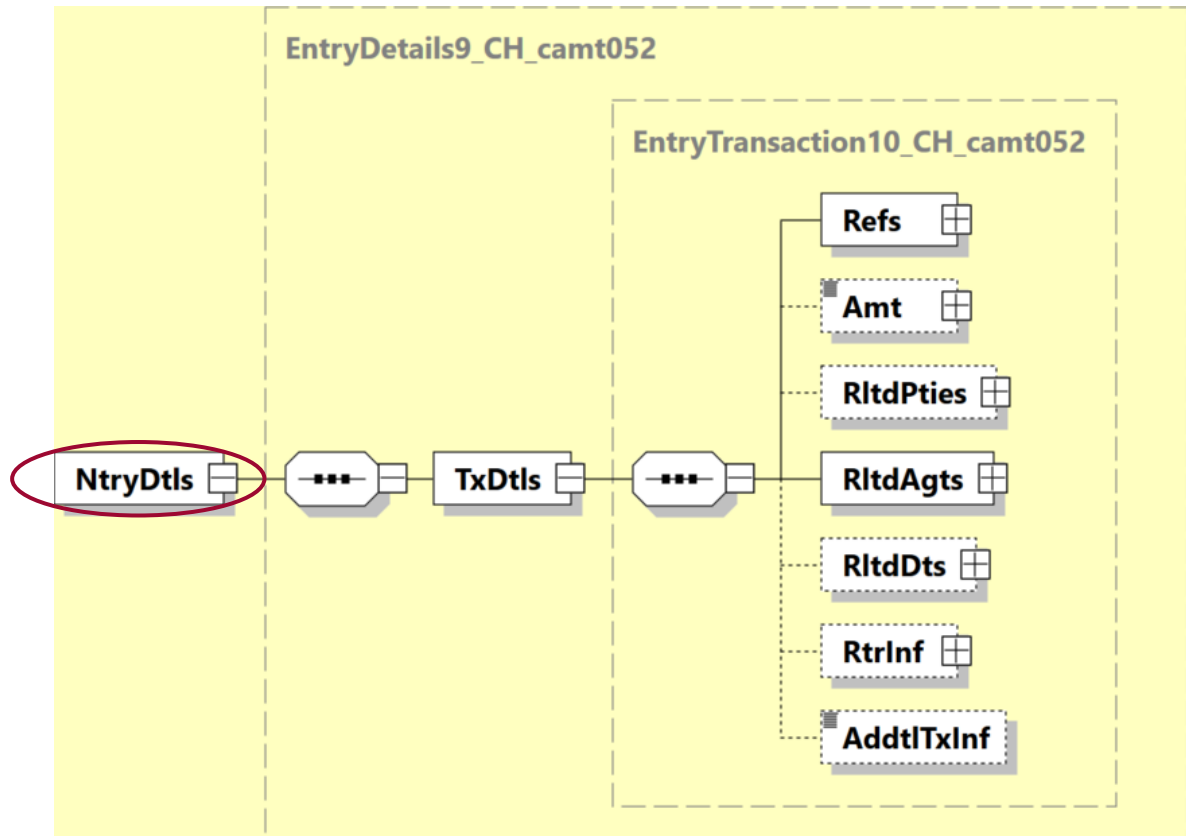 EntryDetails9_CH_camt052
EntryTransaction10_CH_camt052
Refs
Amt
RltdPties
NtryDtls
TxDtls
RltdAgts
RltdDts
RtrInf
AddtlTxInf